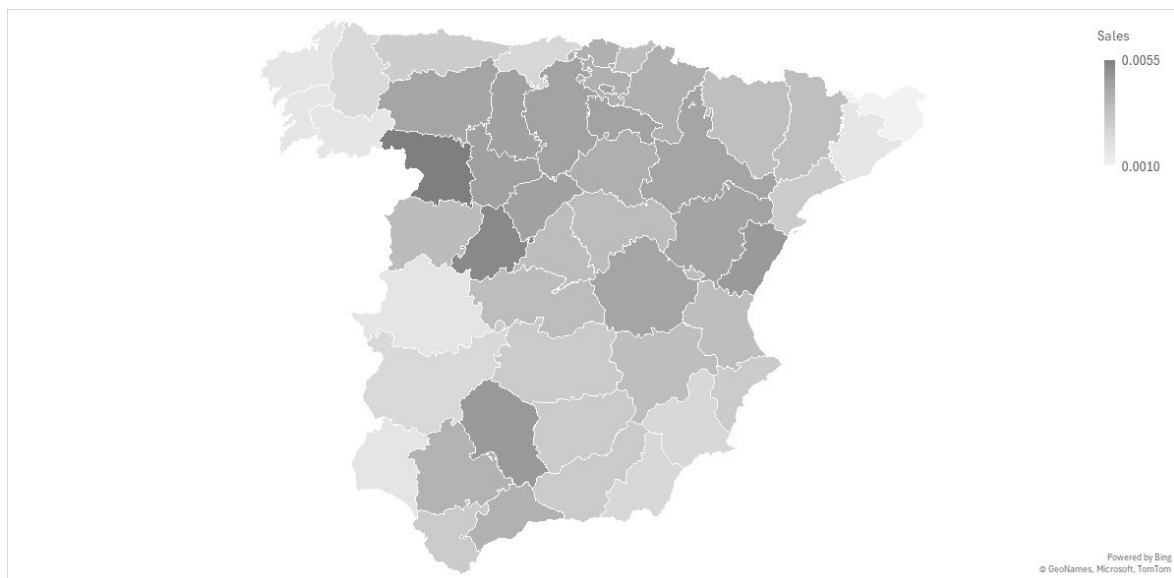 Sales
0.0055
0.0010
Powered by Bing
© GeoNames, Microsoft, TomTom